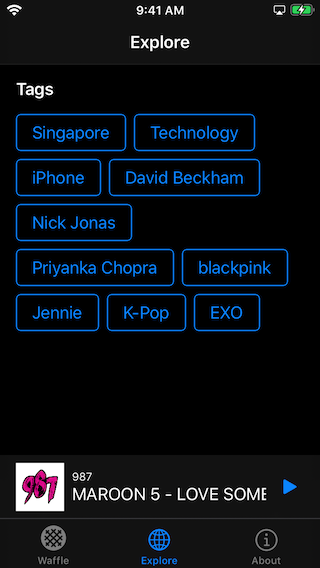 9:41 AM
Explore
Tags
Singapore Technology
iPhone David Beckham
Nick Jonas
Priyanka Chopra blackpink
Jennie K-Pop EXO
987
987
MAROON 5 - LOVE SOME
Waffle Explore About